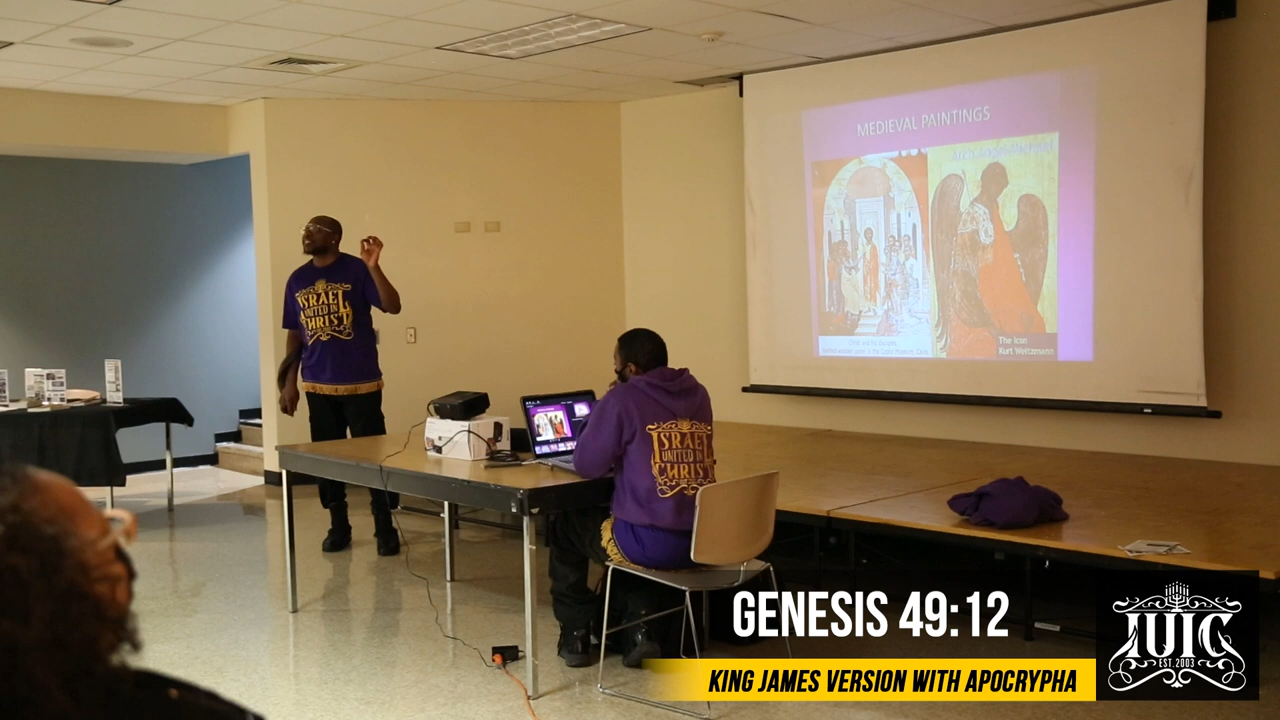 MEDIEVAL PAINTINGS
The Icon
Kurt Weitzmann
ISRAEL
UNITED IN
CHRIST
ISRAEL
UNITED IN
CHRIST
GENESIS 49:12
KING JAMES VERSION WITH APOCRYPHA
IUIC
EST. 2003